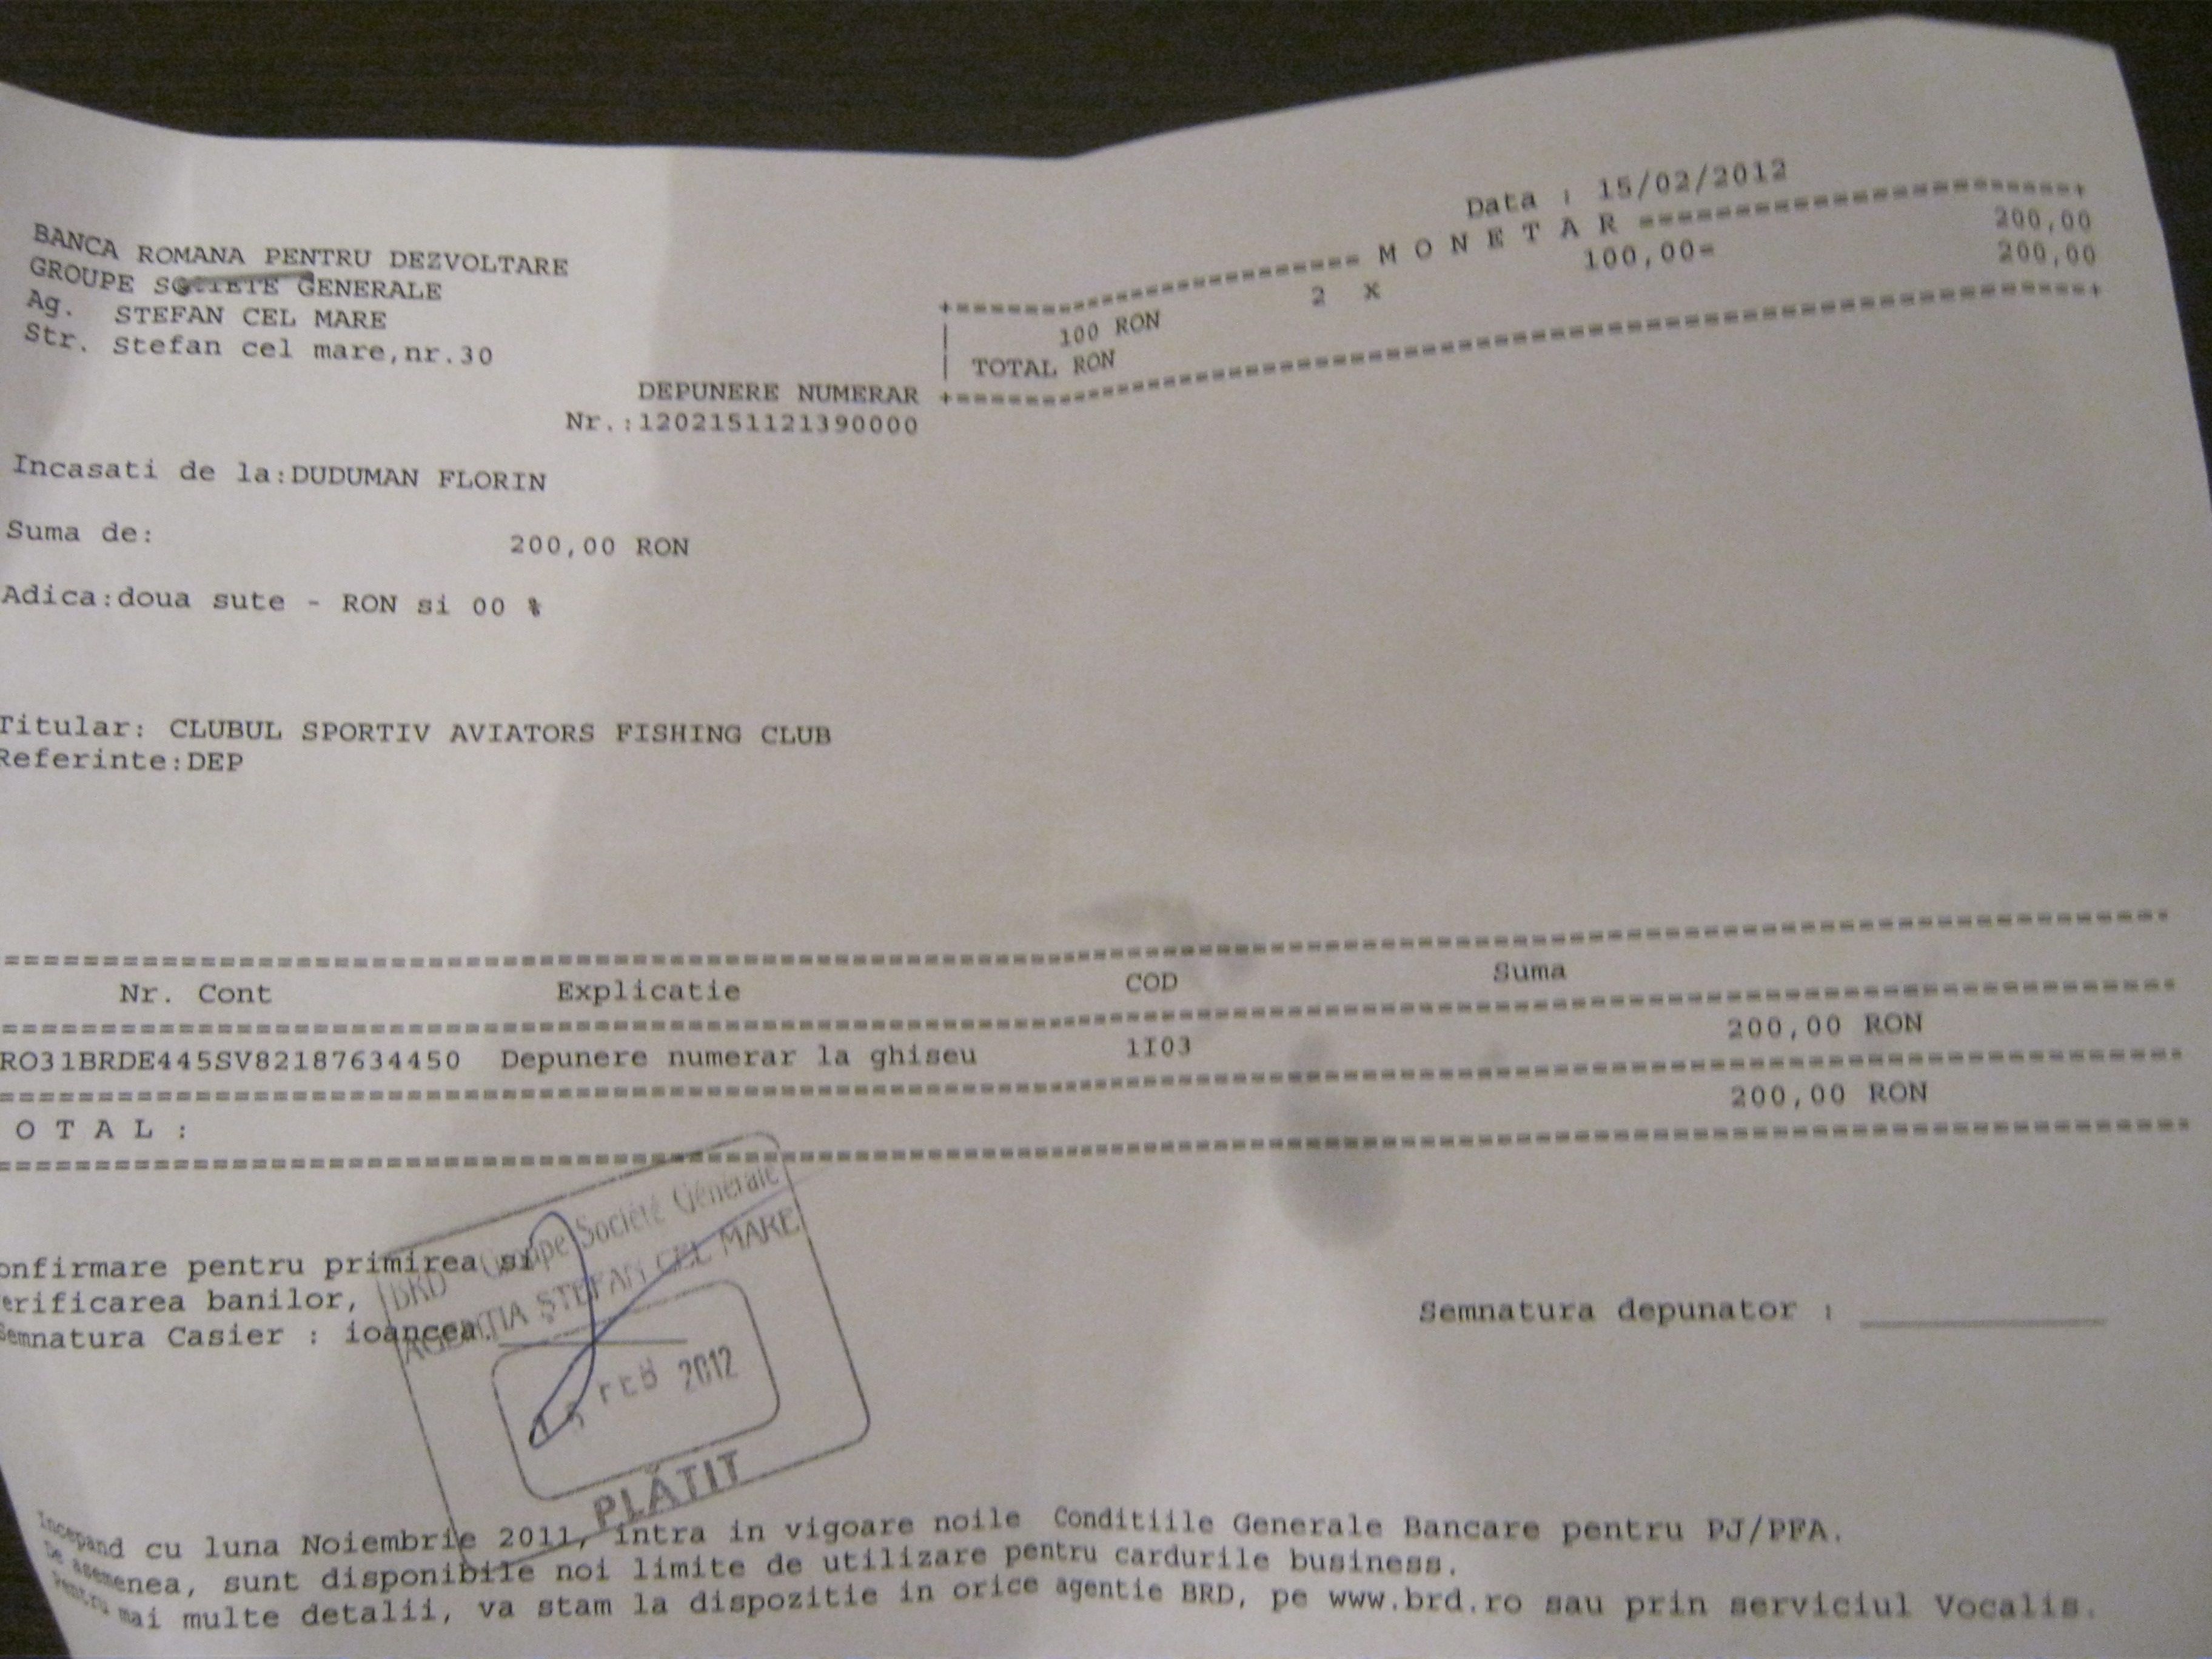 Data : 15/02/2012
BANCA ROMANA PENTRU DEZVOLTARE
GROUPE SOCIETE GENERALE
Ag. STEFAN CEL MARE
Str. Stefan cel mare,nr.30
+============================ M O N E T A R ============================+
| 100 RON 2 X 100,00= 200,00
| TOTAL RON 200,00
+========================================================================+
DEPUNERE NUMERAR
Nr.:1202151121390000
Incasati de la:DUDUMAN FLORIN
Suma de: 200,00 RON
Adica:doua sute - RON si 00 %
Titular: CLUBUL SPORTIV AVIATORS FISHING CLUB
Referinte:DEP
Nr. Cont Explicatie COD Suma
RO31BRDE445SV82187634450 Depunere numerar la ghiseu 1I03 200,00 RON
O T A L : 200,00 RON
onfirmare pentru primirea si
erificarea banilor,
Semnatura Casier : ioancea.
Semnatura depunator : ____________
BRD Groupe Société Générale
AGENȚIA ȘTEFAN CEL MARE
15 FEB 2012
PLĂTIT
Incepand cu luna Noiembrie 2011, intra in vigoare noile Conditiile Generale Bancare pentru PJ/PFA.
De asemenea, sunt disponibile noi limite de utilizare pentru cardurile business.
Pentru mai multe detalii, va stam la dispozitie in orice agentie BRD, pe www.brd.ro sau prin serviciul Vocalis.